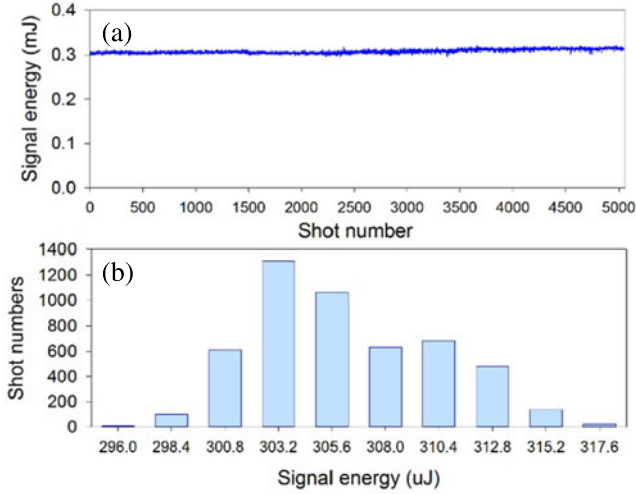 (a)
Signal energy (mJ)
0.4
0.3
0.2
0.1
0.0
0 500 1000 1500 2000 2500 3000 3500 4000 4500 5000
Shot number
(b)
Shot numbers
1400
1200
1000
800
600
400
200
0
296.0 298.4 300.8 303.2 305.6 308.0 310.4 312.8 315.2 317.6
Signal energy (uJ)